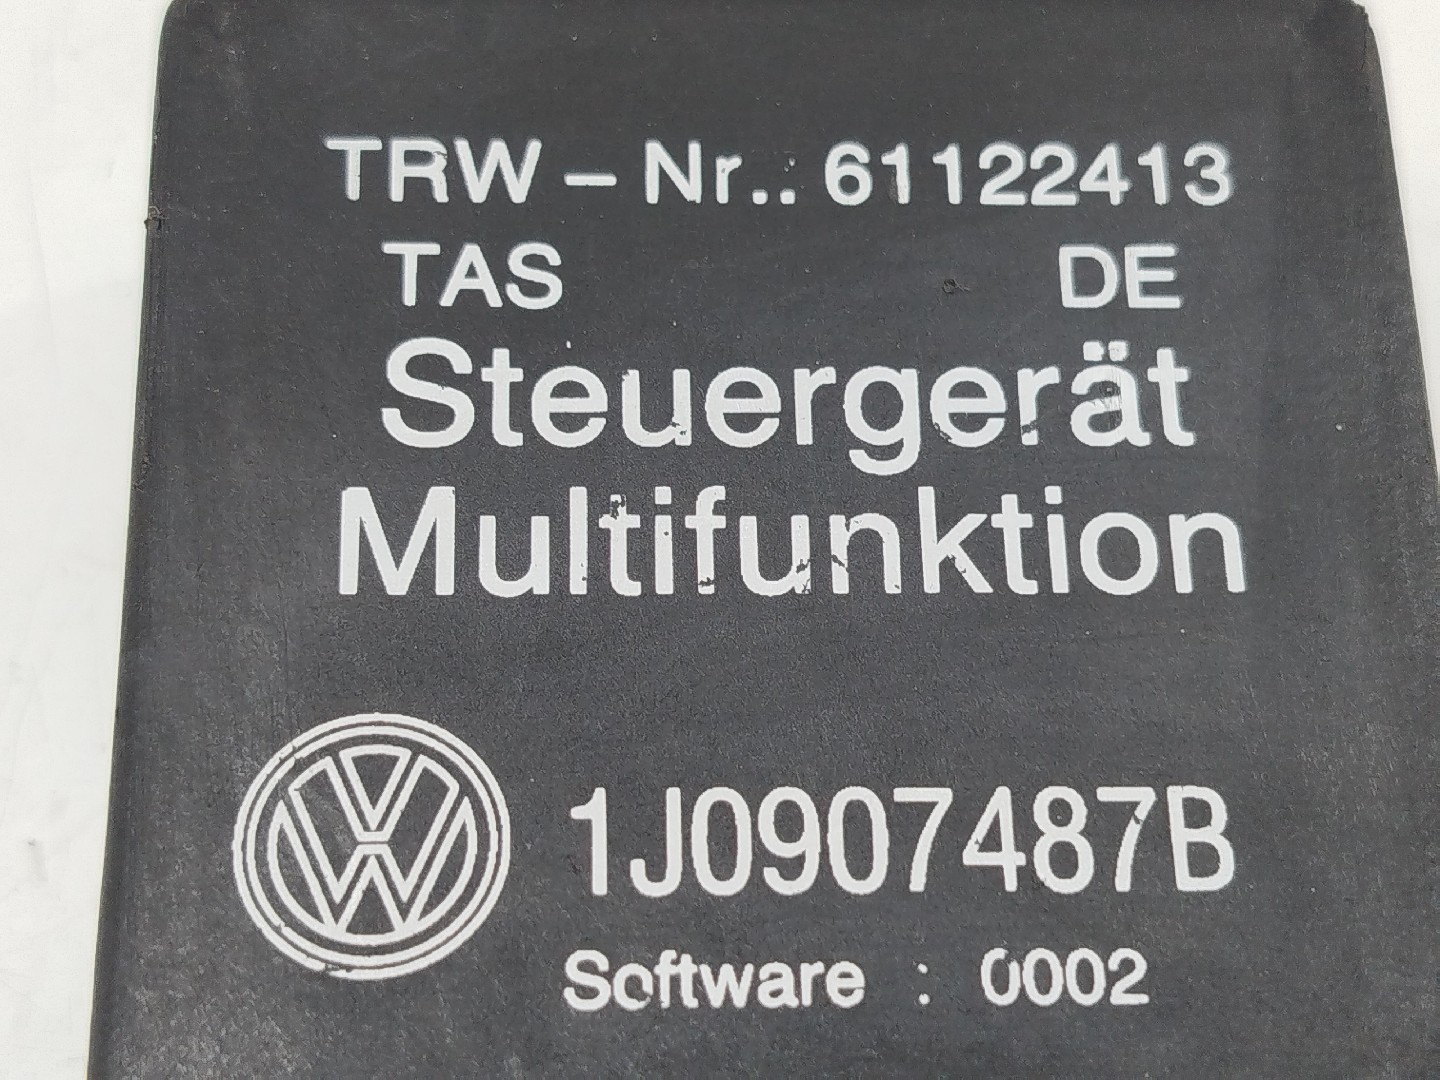 TRW – Nr.: 61122413
TAS DE
Steuergerät
Multifunktion
1J0907487B
Software : 0002